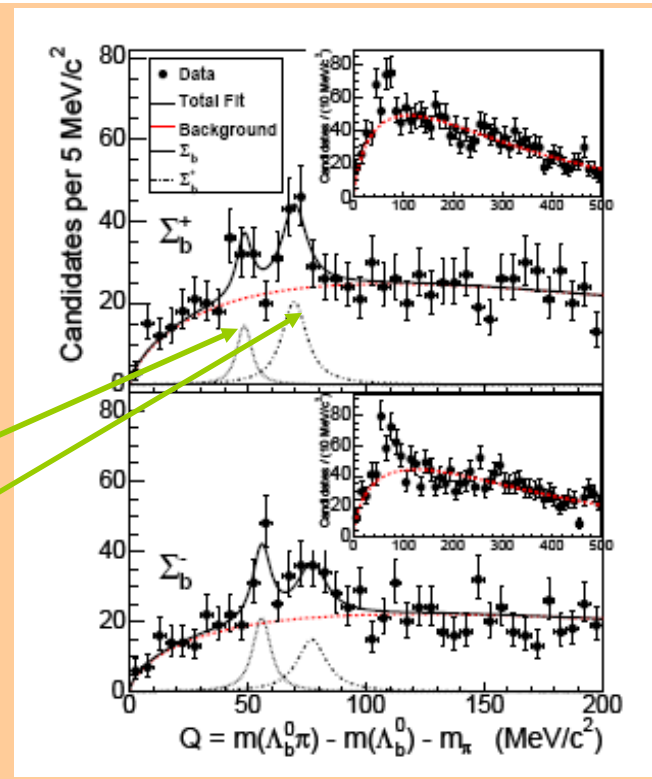 Candidates per 5 MeV/c²
80
60
40
20
0
Data
Total Fit
Background
Σb
Σb*
Σb+
Candidates / (10 MeV/c²)
80
60
40
20
0
0 100 200 300 400 500
80
60
40
20
0
Σb-
Candidates / (10 MeV/c²)
80
60
40
20
0
0 100 200 300 400 500
0 50 100 150 200
Q = m(Λb0π) - m(Λb0) - mπ (MeV/c²)